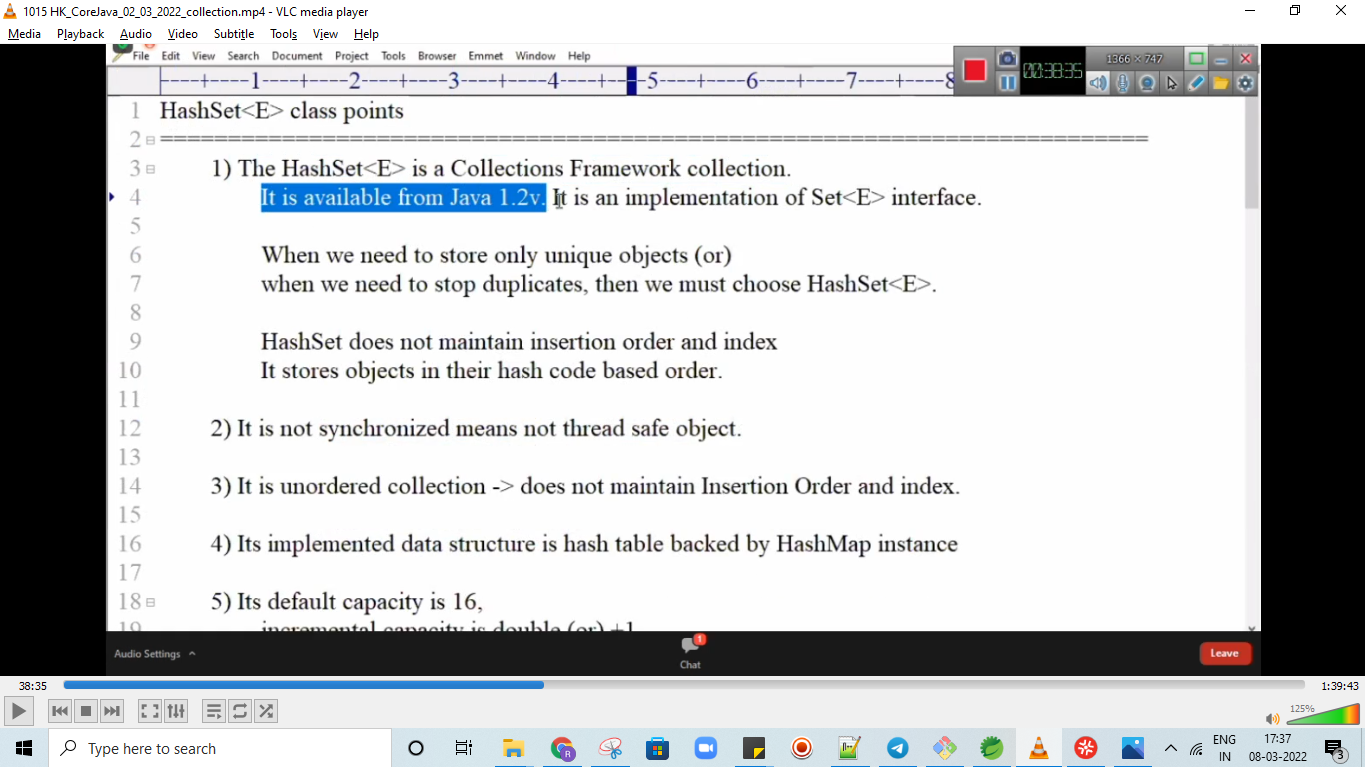 1015 HK_CoreJava_02_03_2022_collection.mp4 - VLC media player
Media Playback Audio Video Subtitle Tools View Help
File Edit View Search Document Project Tools Browser Emmet Window Help
1366 × 747
00:38:35
----+----1----+----2----+----3----+----4----+----5----+----6----+----7----+----8
1 HashSet<E> class points
2 ==============================================================================
3 1) The HashSet<E> is a Collections Framework collection.
4 It is available from Java 1.2v. It is an implementation of Set<E> interface.
5
6 When we need to store only unique objects (or)
7 when we need to stop duplicates, then we must choose HashSet<E>.
8
9 HashSet does not maintain insertion order and index
10 It stores objects in their hash code based order.
11
12 2) It is not synchronized means not thread safe object.
13
14 3) It is unordered collection -> does not maintain Insertion Order and index.
15
16 4) Its implemented data structure is hash table backed by HashMap instance
17
18 5) Its default capacity is 16,
19 incremental capacity is double (or) +1
Audio Settings
1
Chat
Leave
38:35
1:39:43
125%
Type here to search
R
ENG
IN
17:37
08-03-2022
3